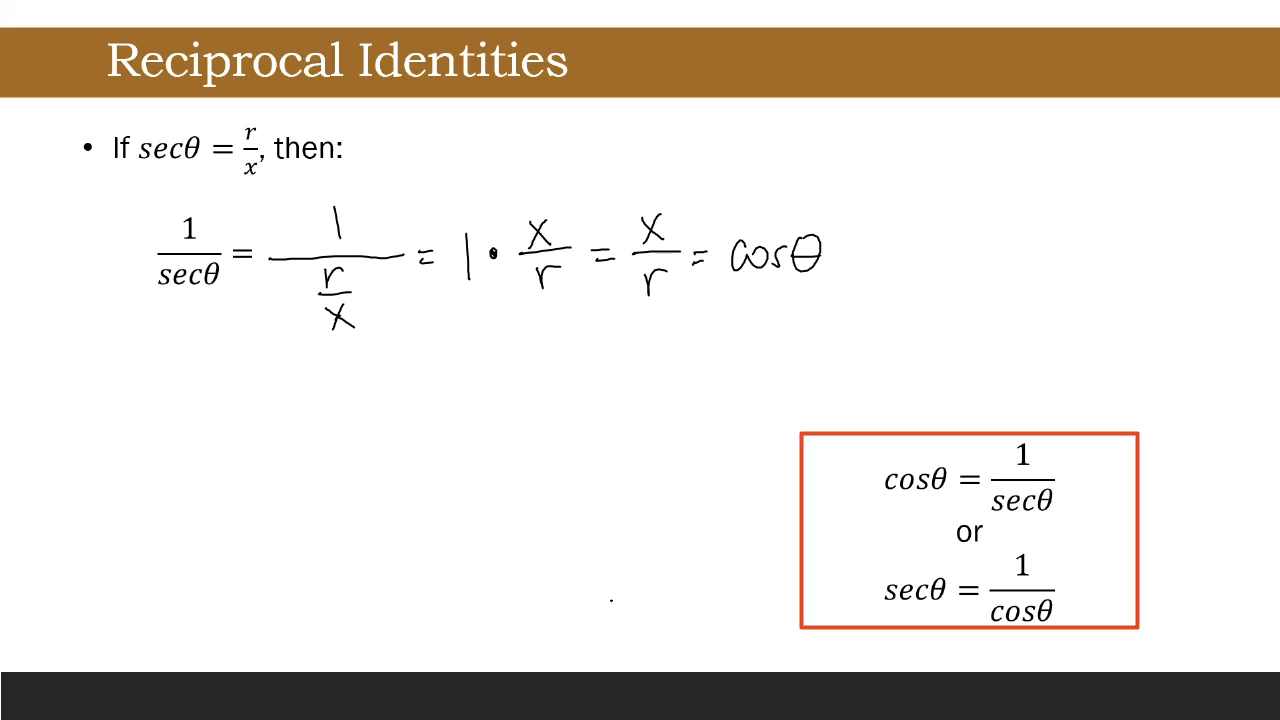 Reciprocal Identities
• If secθ = r/x, then:
1/secθ = 1/(r/x) = 1 • x/r = x/r = cosθ
cosθ = 1/secθ
or
secθ = 1/cosθ